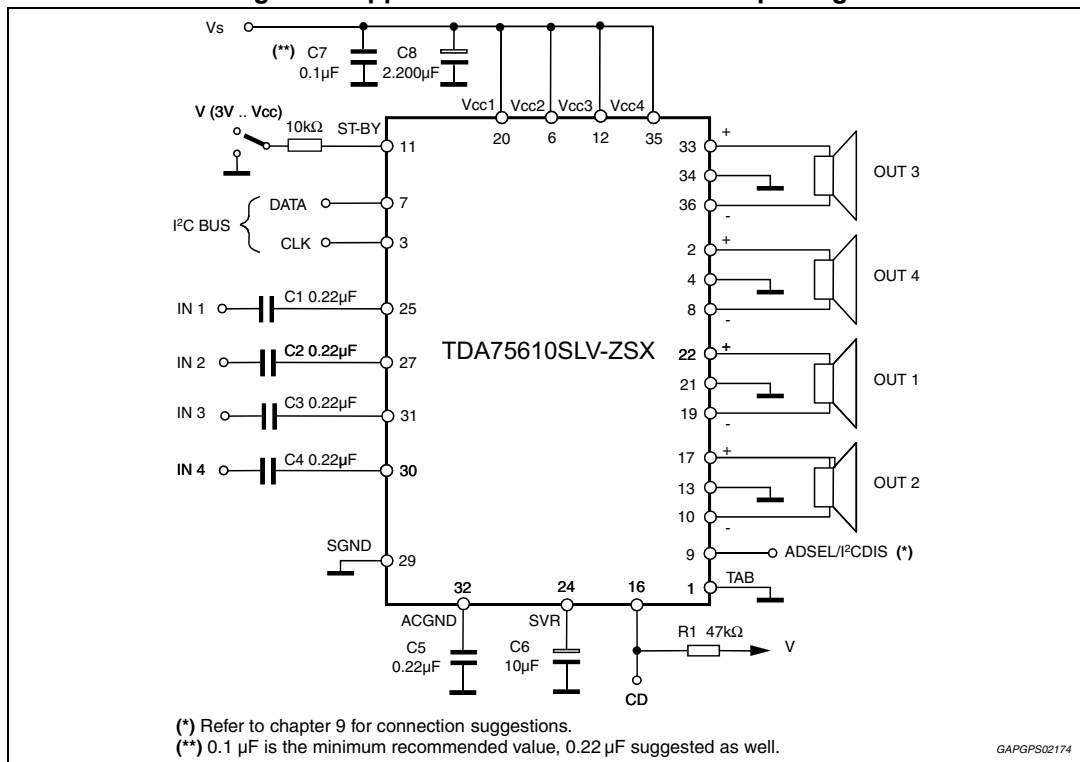 Vs
(**) C7 0.1µF
C8 2.200µF
V (3V .. Vcc)
10kΩ
ST-BY
11
Vcc1 Vcc2 Vcc3 Vcc4
20 6 12 35
I²C BUS
DATA 7
CLK 3
IN 1 C1 0.22µF 25
IN 2 C2 0.22µF 27
IN 3 C3 0.22µF 31
IN 4 C4 0.22µF 30
SGND 29
TDA75610SLV-ZSX
33 +
34 OUT 3
36 -
2 +
4 OUT 4
8 -
22 +
21 OUT 1
19 -
17 +
13 OUT 2
10 -
9 ADSEL/I²CDIS (*)
1 TAB
32 24 16
ACGND SVR
C5 0.22µF
C6 10µF
CD
R1 47kΩ V
(*) Refer to chapter 9 for connection suggestions.
(**) 0.1 µF is the minimum recommended value, 0.22 µF suggested as well.
GAPGPS02174